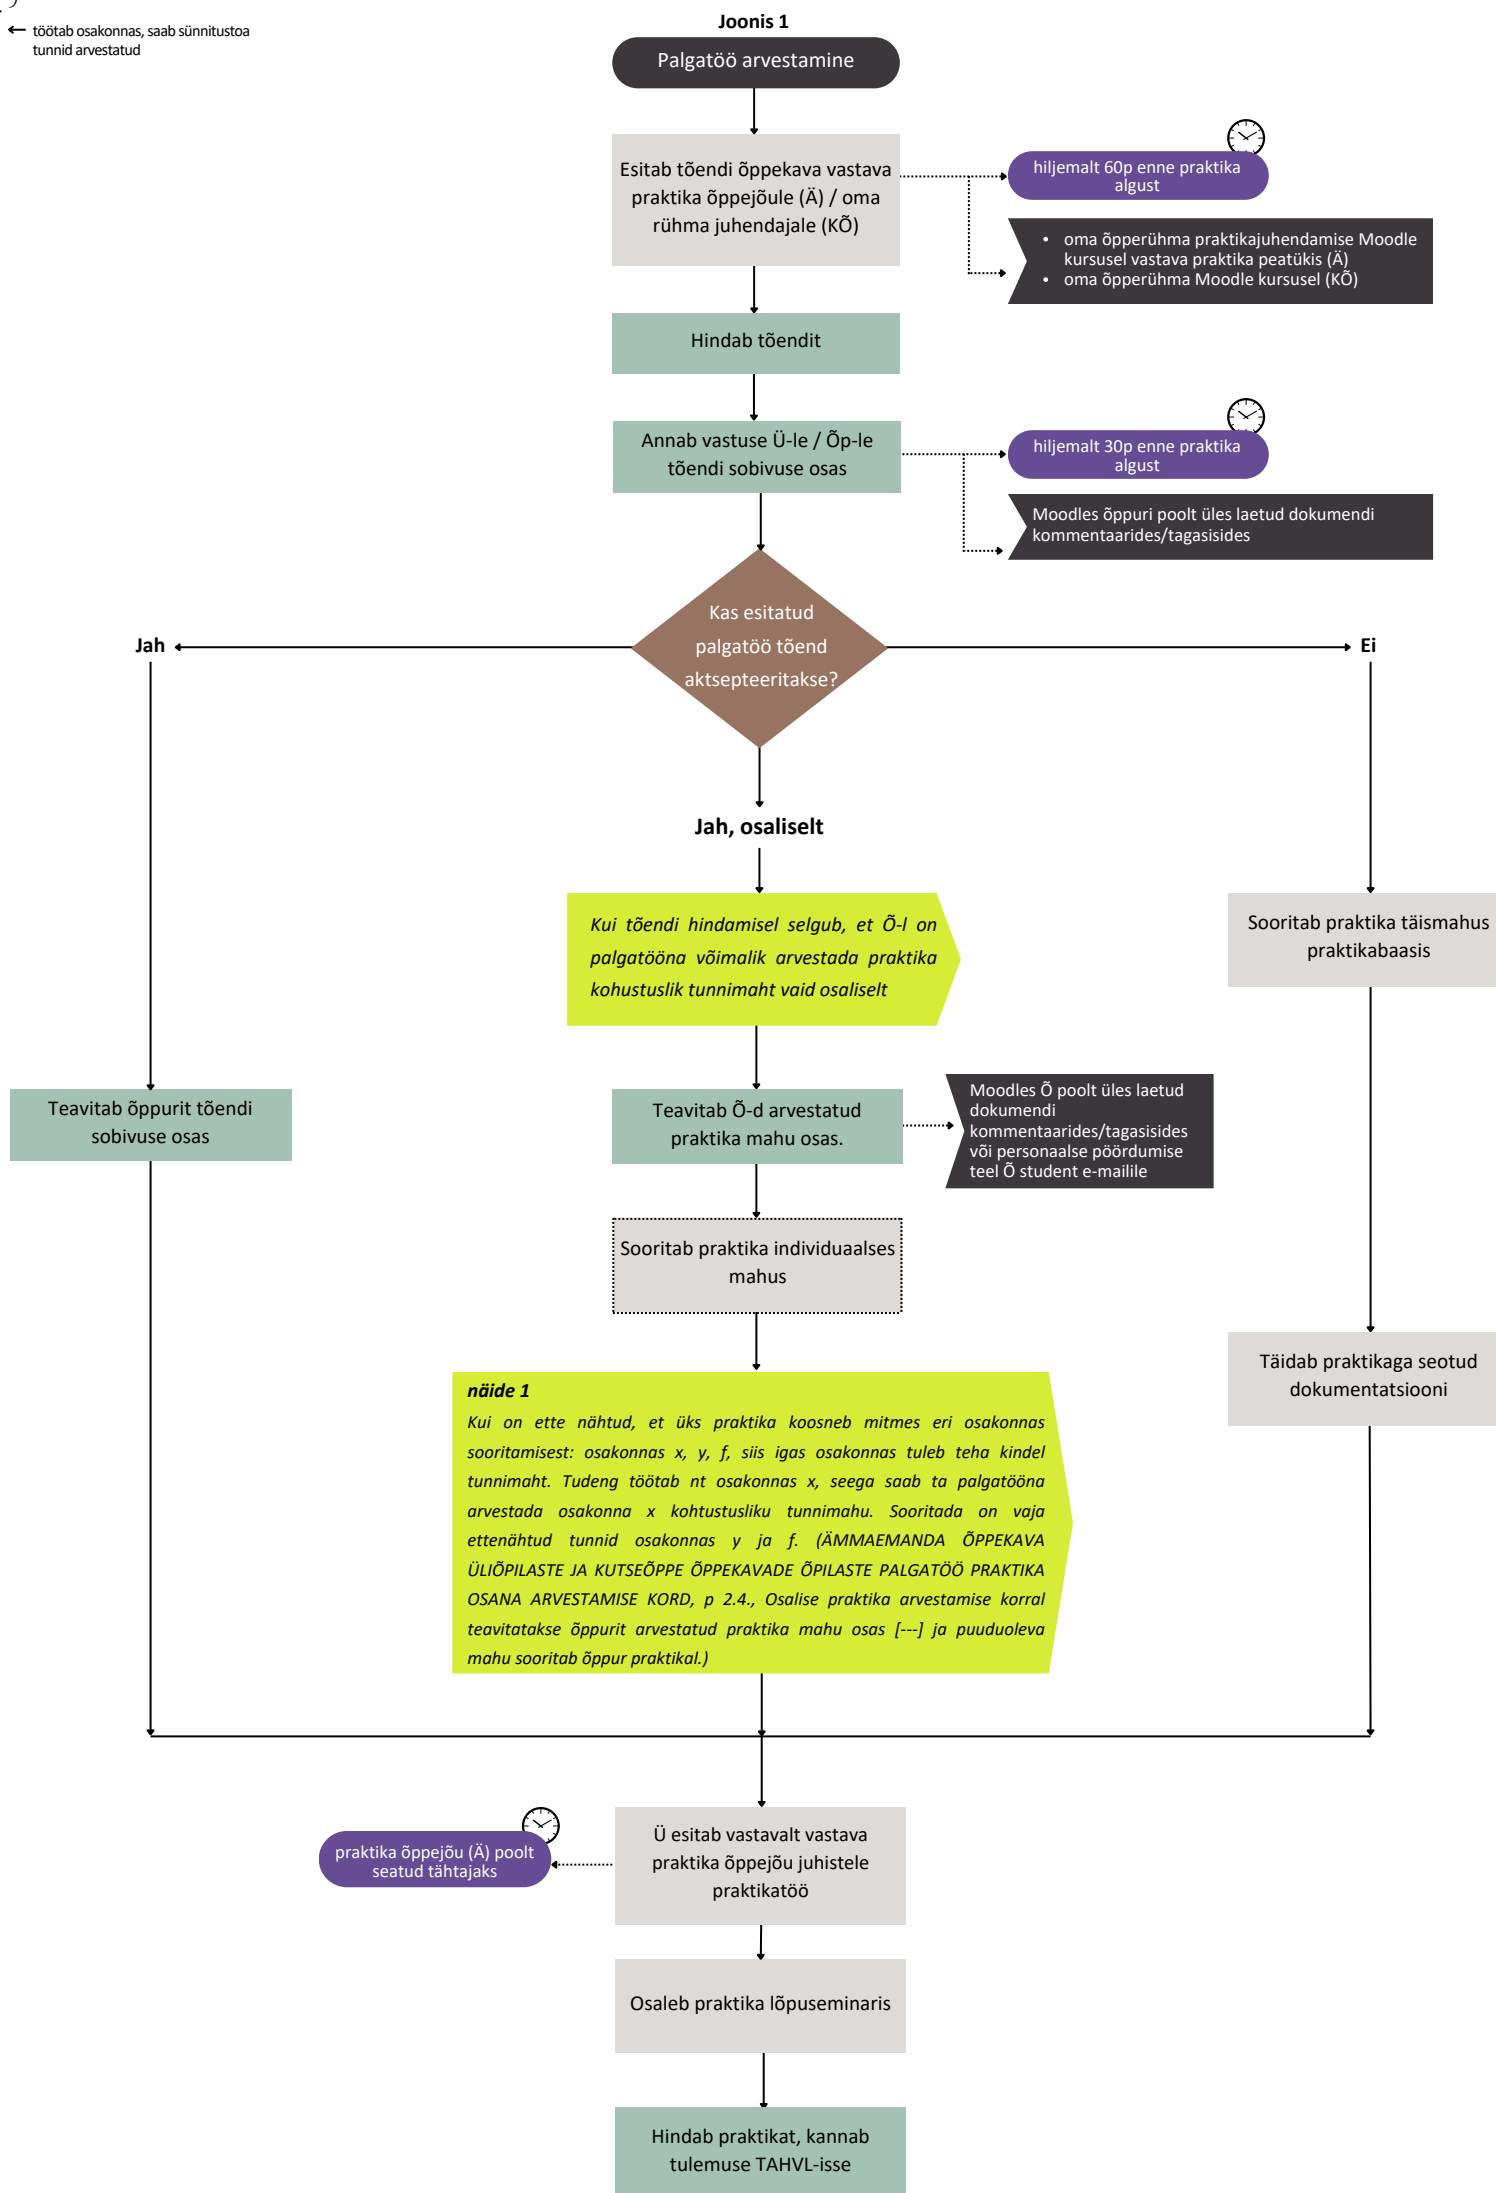 ← töötab osakonnas, saab sünnitustoa
tunnid arvestatud
Joonis 1
Palgatöö arvestamine
Esitab tõendi õppekava vastava
praktika õppejõule (Ä) / oma
rühma juhendajale (KÕ)
hiljemalt 60p enne praktika
algust
• oma õpperühma praktikajuhendamise Moodle
kursusel vastava praktika peatükis (Ä)
• oma õpperühma Moodle kursusel (KÕ)
Hindab tõendit
Annab vastuse Ü-le / Õp-le
tõendi sobivuse osas
hiljemalt 30p enne praktika
algust
Moodles õppuri poolt üles laetud dokumendi
kommentaarides/tagasisides
Kas esitatud
palgatöö tõend
aktsepteeritakse?
Jah
Ei
Jah, osaliselt
Kui tõendi hindamisel selgub, et Õ-l on
palgatööna võimalik arvestada praktika
kohustuslik tunnimaht vaid osaliselt
Sooritab praktika täismahus
praktikabaasis
Teavitab õppurit tõendi
sobivuse osas
Teavitab Õ-d arvestatud
praktika mahu osas.
Moodles Õ poolt üles laetud
dokumendi
kommentaarides/tagasisides
või personaalse pöördumise
teel Õ student e-mailile
Sooritab praktika individuaalses
mahus
Täidab praktikaga seotud
dokumentatsiooni
näide 1
Kui on ette nähtud, et üks praktika koosneb mitmes eri osakonnas
sooritamisest: osakonnas x, y, f, siis igas osakonnas tuleb teha kindel
tunnimaht. Tudeng töötab nt osakonnas x, seega saab ta palgatööna
arvestada osakonna x kohtustusliku tunnimahu. Sooritada on vaja
ettenähtud tunnid osakonnas y ja f. (ÄMMAEMANDA ÕPPEKAVA
ÜLIÕPILASTE JA KUTSEÕPPE ÕPPEKAVADE ÕPILASTE PALGATÖÖ PRAKTIKA
OSANA ARVESTAMISE KORD, p 2.4., Osalise praktika arvestamise korral
teavitatakse õppurit arvestatud praktika mahu osas [---] ja puuduoleva
mahu sooritab õppur praktikal.)
praktika õppejõu (Ä) poolt
seatud tähtajaks
Ü esitab vastavalt vastava
praktika õppejõu juhistele
praktikatöö
Osaleb praktika lõpuseminaris
Hindab praktikat, kannab
tulemuse TAHVL-isse